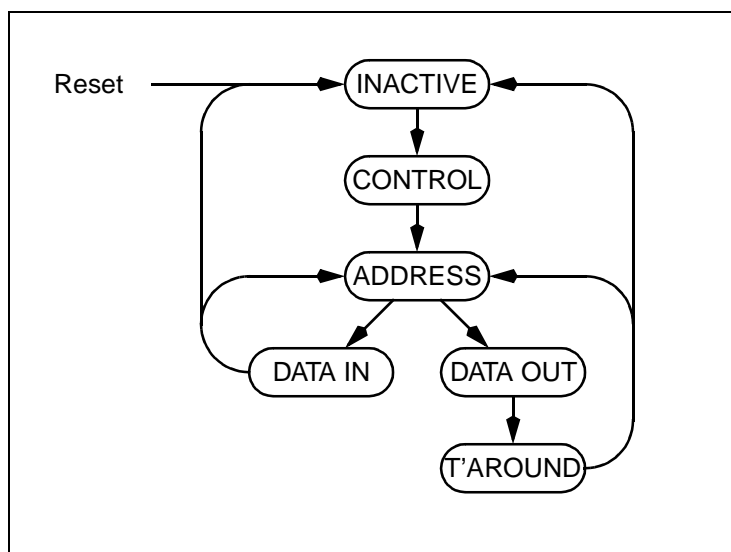 Reset
INACTIVE
CONTROL
ADDRESS
DATA IN
DATA OUT
T'AROUND